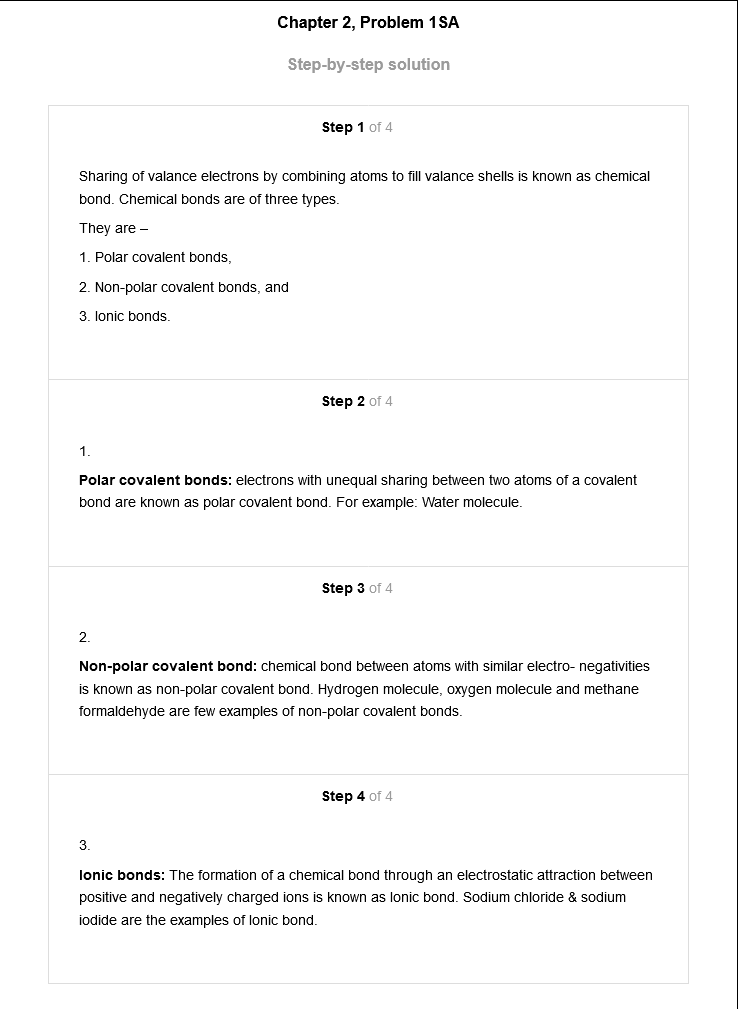 Chapter 2, Problem 1SA
Step-by-step solution
Step 1 of 4
Sharing of valance electrons by combining atoms to fill valance shells is known as chemical
bond. Chemical bonds are of three types.
They are –
1. Polar covalent bonds,
2. Non-polar covalent bonds, and
3. Ionic bonds.
Step 2 of 4
1.
Polar covalent bonds: electrons with unequal sharing between two atoms of a covalent
bond are known as polar covalent bond. For example: Water molecule.
Step 3 of 4
2.
Non-polar covalent bond: chemical bond between atoms with similar electro- negativities
is known as non-polar covalent bond. Hydrogen molecule, oxygen molecule and methane
formaldehyde are few examples of non-polar covalent bonds.
Step 4 of 4
3.
Ionic bonds: The formation of a chemical bond through an electrostatic attraction between
positive and negatively charged ions is known as Ionic bond. Sodium chloride & sodium
iodide are the examples of Ionic bond.